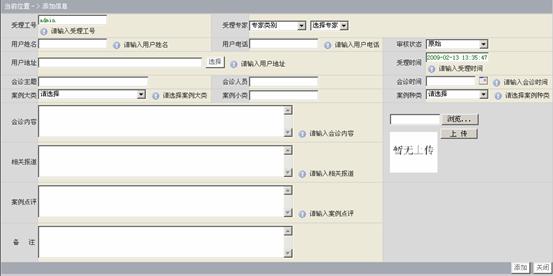 当前位置 -> 添加信息
受理工号 admin 请输入受理工号 受理专家 专家类别 选择专家
用户姓名 请输入用户姓名 用户电话 请输入用户电话 审核状态 原始
用户地址 选择 请输入用户地址 受理时间 2009-02-13 13:35:47 请输入受理时间
会诊主题 会诊人员 会诊时间 请输入会诊时间
案例大类 请选择 请选择案例大类 案例小类 案例种类 请选择 请选择案例种类
会诊内容 请输入会诊内容 浏览...
上 传
暂无上传
相关报道 请输入相关报道
案例点评 请输入案例点评
备 注
添加 关闭